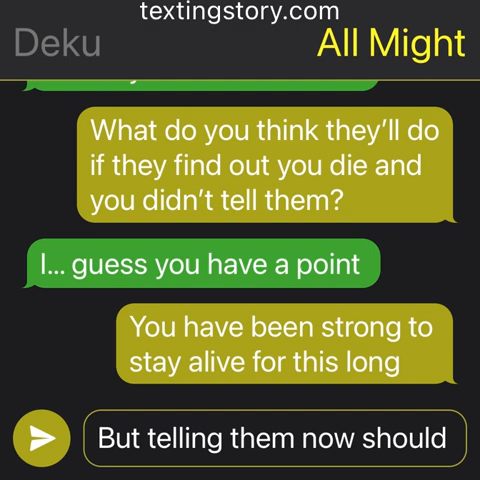 textingstory.com
Deku
All Might
What do you think they’ll do
if they find out you die and
you didn’t tell them?
I... guess you have a point
You have been strong to
stay alive for this long
But telling them now should